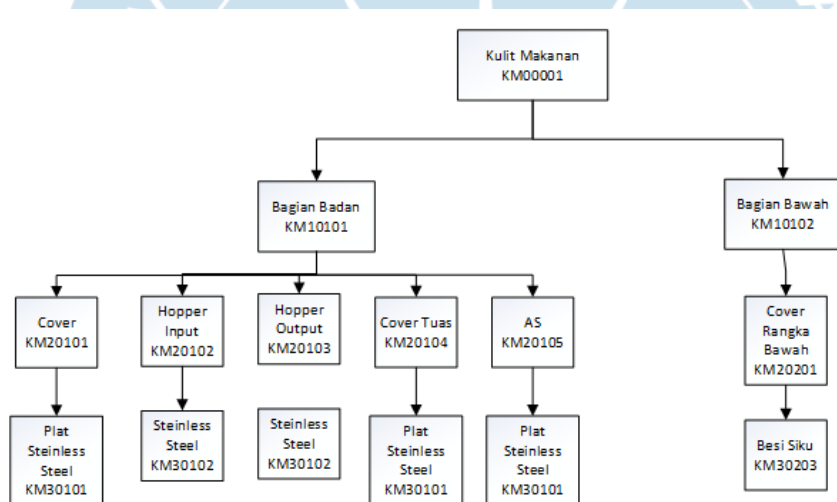 Kulit Makanan
KM00001
Bagian Badan
KM10101
Bagian Bawah
KM10102
Cover
KM20101
Hopper
Input
KM20102
Hopper
Output
KM20103
Cover Tuas
KM20104
AS
KM20105
Cover
Rangka
Bawah
KM20201
Plat
Steinless
Steel
KM30101
Steinless
Steel
KM30102
Steinless
Steel
KM30102
Plat
Steinless
Steel
KM30101
Plat
Steinless
Steel
KM30101
Besi Siku
KM30203